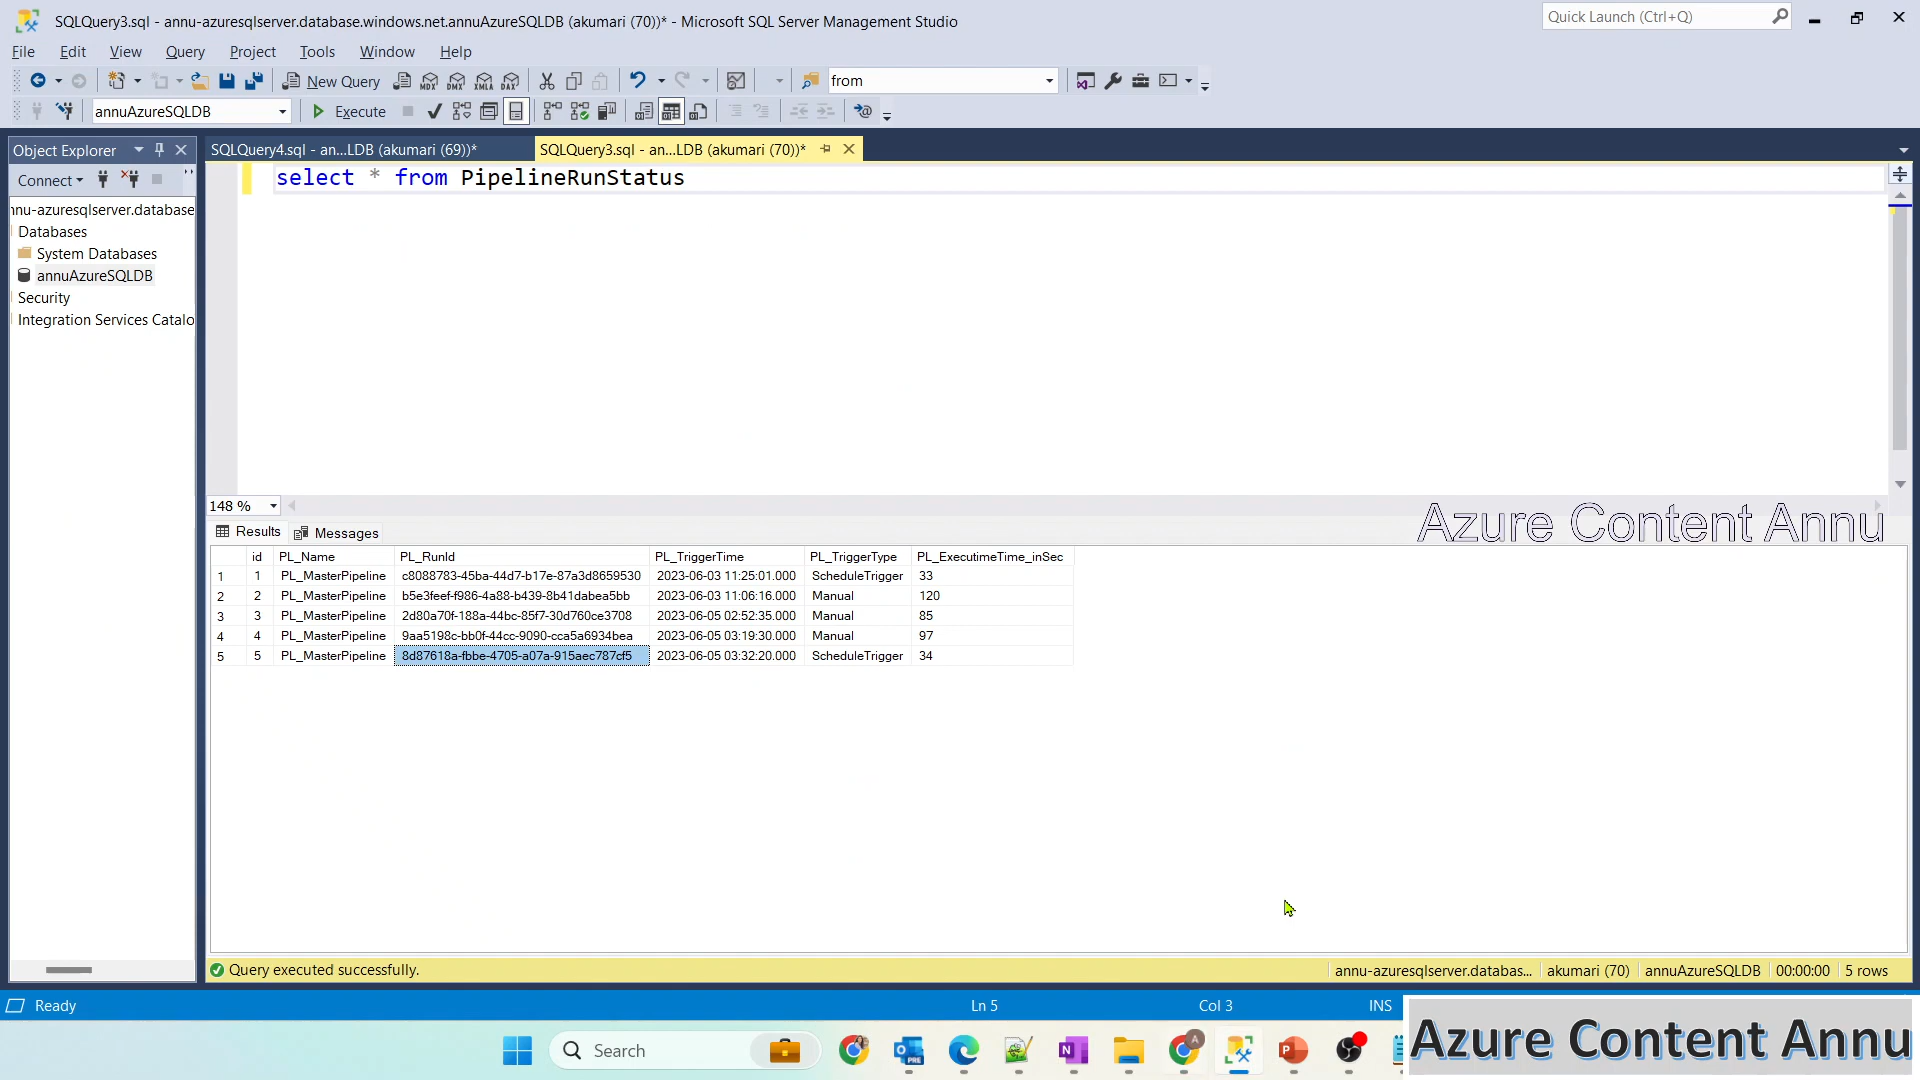 SQLQuery3.sql - annu-azuresqlserver.database.windows.net.annuAzureSQLDB (akumari (70))* - Microsoft SQL Server Management Studio
Quick Launch (Ctrl+Q)
File Edit View Query Project Tools Window Help
New Query MDX DMX XMLA DAX from
annuAzureSQLDB Execute
Object Explorer
SQLQuery4.sql - an...LDB (akumari (69))*
SQLQuery3.sql - an...LDB (akumari (70))*
Connect
select * from PipelineRunStatus
nnu-azuresqlserver.database
Databases
System Databases
annuAzureSQLDB
Security
Integration Services Catalo
148 %
Azure Content Annu
Results Messages
id PL_Name PL_RunId PL_TriggerTime PL_TriggerType PL_ExecutimeTime_inSec
1 1 PL_MasterPipeline c8088783-45ba-44d7-b17e-87a3d8659530 2023-06-03 11:25:01.000 ScheduleTrigger 33
2 2 PL_MasterPipeline b5e3feef-f986-4a88-b439-8b41dabea5bb 2023-06-03 11:06:16.000 Manual 120
3 3 PL_MasterPipeline 2d80a70f-188a-44bc-85f7-30d760ce3708 2023-06-05 02:52:35.000 Manual 85
4 4 PL_MasterPipeline 9aa5198c-bb0f-44cc-9090-cca5a6934bea 2023-06-05 03:19:30.000 Manual 97
5 5 PL_MasterPipeline 8d87618a-fbbe-4705-a07a-915aec787cf5 2023-06-05 03:32:20.000 ScheduleTrigger 34
Query executed successfully.
annu-azuresqlserver.databas... akumari (70) annuAzureSQLDB 00:00:00 5 rows
Ready Ln 5 Col 3 INS
Search
Azure Content Annu